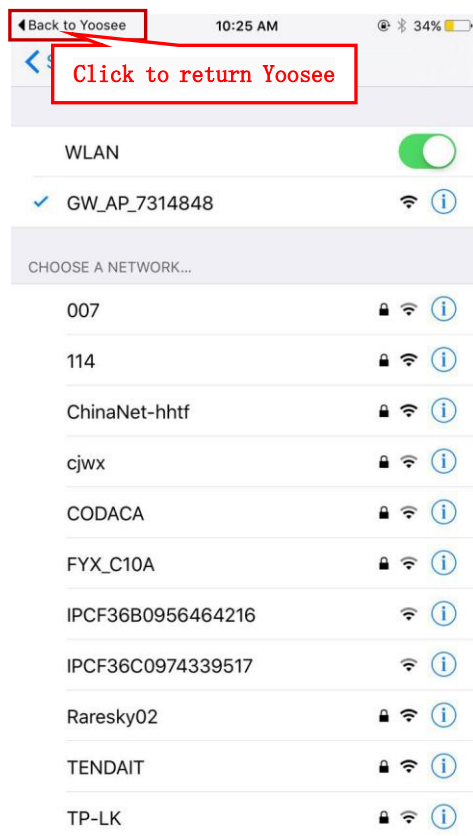 Back to Yoosee 10:25 AM 34%
Click to return Yoosee
WLAN
GW_AP_7314848
CHOOSE A NETWORK...
007
114
ChinaNet-hhtf
cjwx
CODACA
FYX_C10A
IPCF36B0956464216
IPCF36C0974339517
Raresky02
TENDAIT
TP-LK